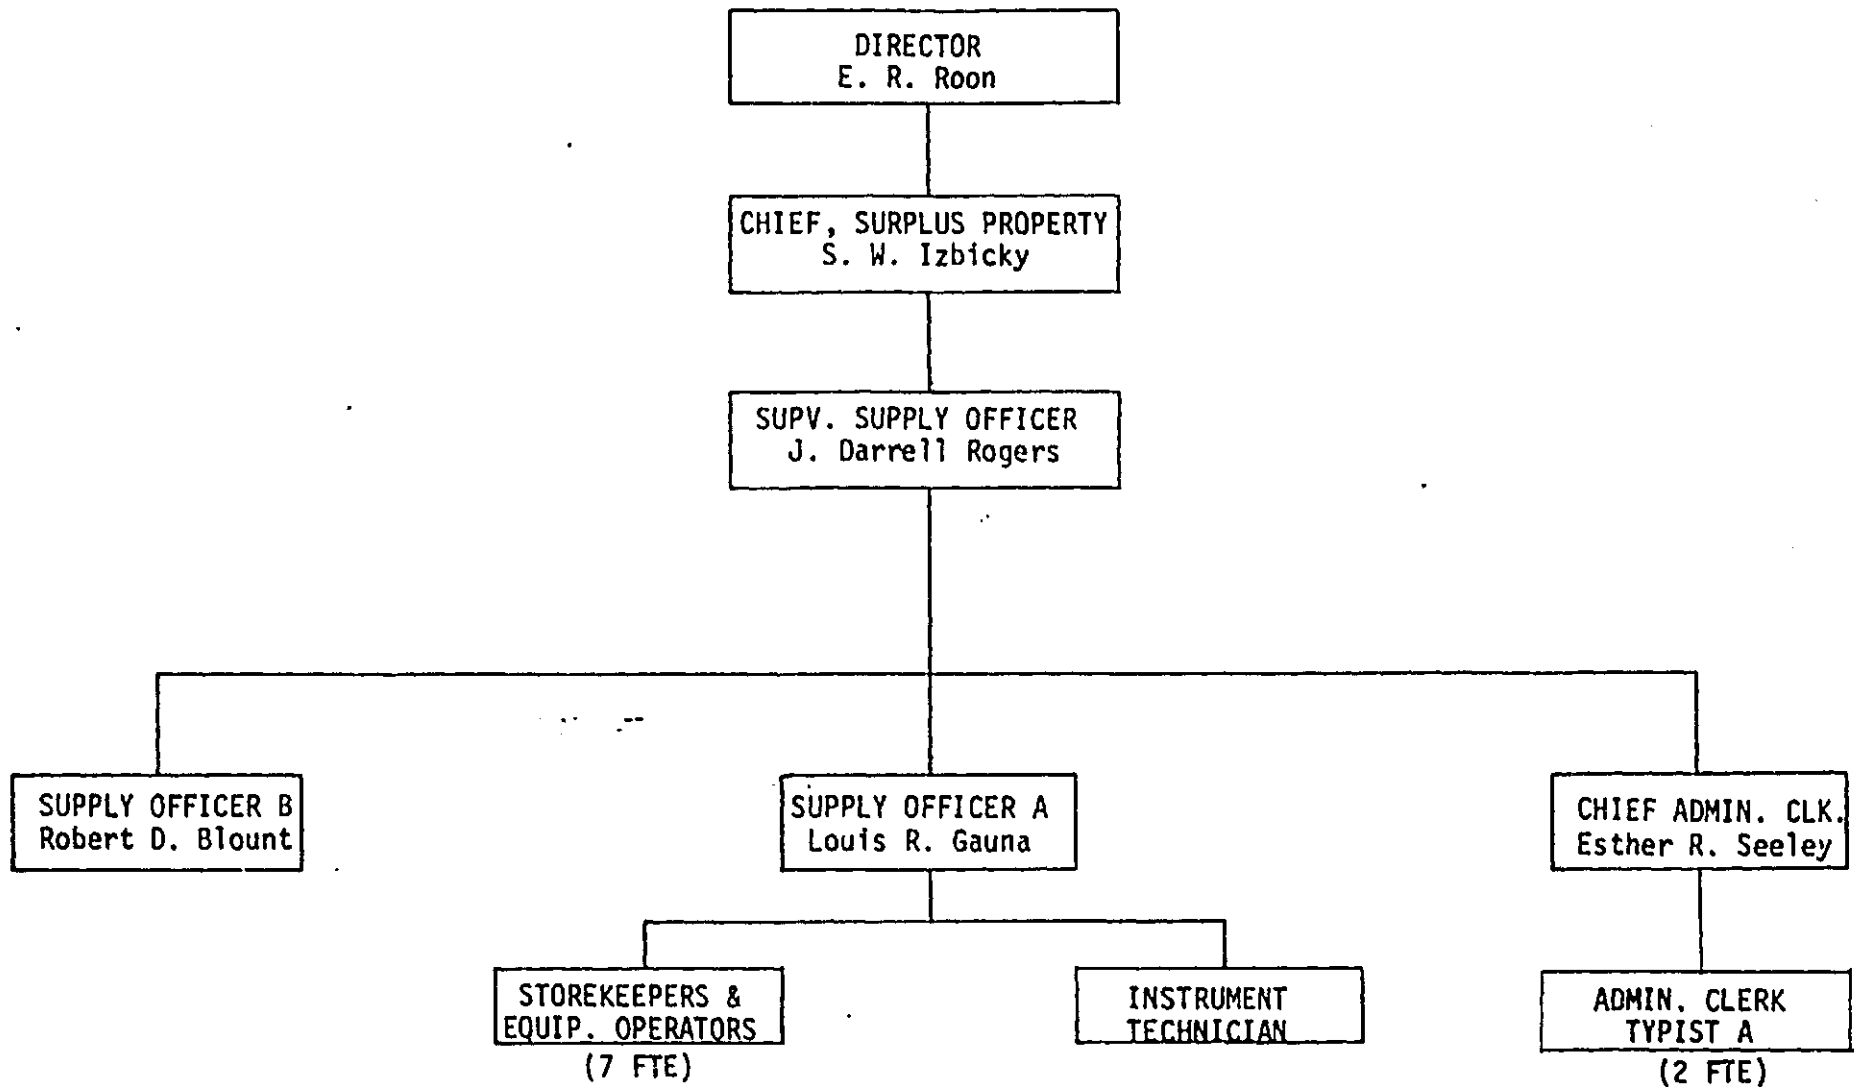 DIRECTOR
E. R. Roon
CHIEF, SURPLUS PROPERTY
S. W. Izbicky
SUPV. SUPPLY OFFICER
J. Darrell Rogers
SUPPLY OFFICER B
Robert D. Blount
SUPPLY OFFICER A
Louis R. Gauna
CHIEF ADMIN. CLK.
Esther R. Seeley
STOREKEEPERS &
EQUIP. OPERATORS
(7 FTE)
INSTRUMENT
TECHNICIAN
ADMIN. CLERK
TYPIST A
(2 FTE)